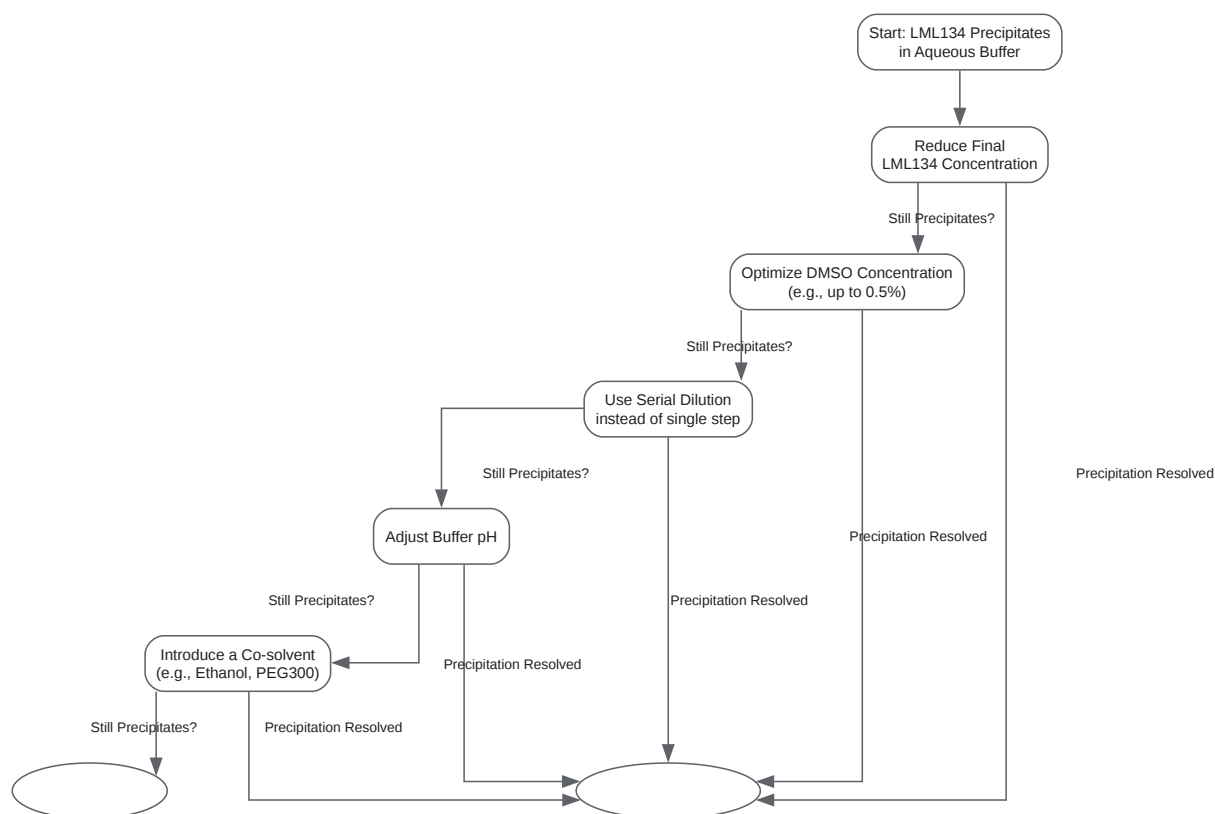 Start: LML134 Precipitates
in Aqueous Buffer
Reduce Final
LML134 Concentration
Still Precipitates?
Optimize DMSO Concentration
(e.g., up to 0.5%)
Still Precipitates?
Use Serial Dilution
instead of single step
Still Precipitates?
Precipitation Resolved
Adjust Buffer pH
Precipitation Resolved
Still Precipitates?
Precipitation Resolved
Introduce a Co-solvent
(e.g., Ethanol, PEG300)
Precipitation Resolved
Still Precipitates?
Precipitation Resolved